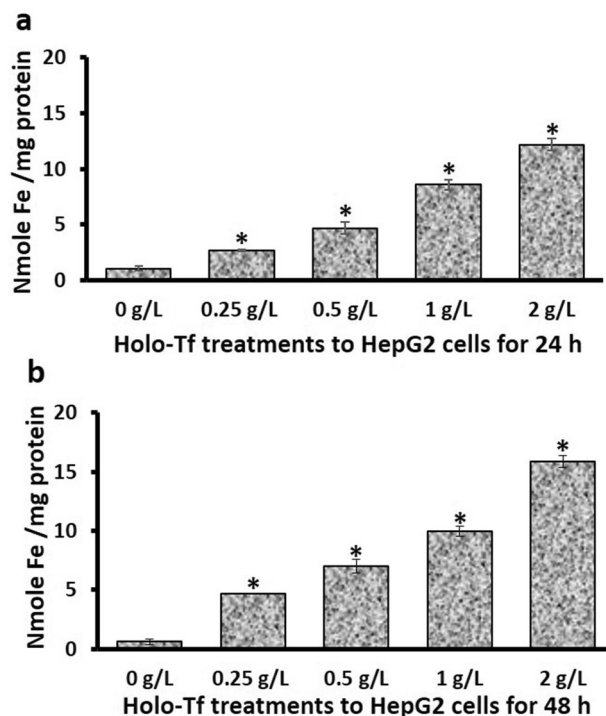 a
Nmole Fe /mg protein
20
15
10
5
0
*
*
*
*
0 g/L 0.25 g/L 0.5 g/L 1 g/L 2 g/L
Holo-Tf treatments to HepG2 cells for 24 h
b
Nmole Fe /mg protein
20
15
10
5
0
*
*
*
*
0 g/L 0.25 g/L 0.5 g/L 1 g/L 2 g/L
Holo-Tf treatments to HepG2 cells for 48 h